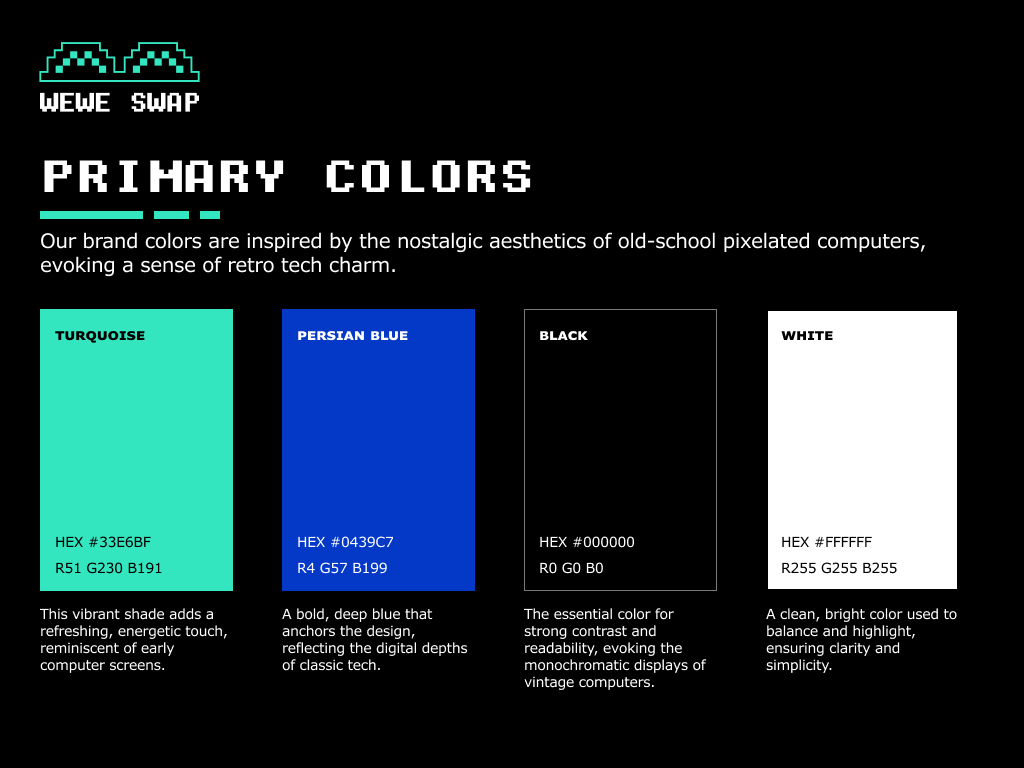 WEWE SWAP
PRIMARY COLORS
Our brand colors are inspired by the nostalgic aesthetics of old-school pixelated computers,
evoking a sense of retro tech charm.
TURQUOISE
HEX #33E6BF
R51 G230 B191
This vibrant shade adds a
refreshing, energetic touch,
reminiscent of early
computer screens.
PERSIAN BLUE
HEX #0439C7
R4 G57 B199
A bold, deep blue that
anchors the design,
reflecting the digital depths
of classic tech.
BLACK
HEX #000000
R0 G0 B0
The essential color for
strong contrast and
readability, evoking the
monochromatic displays of
vintage computers.
WHITE
HEX #FFFFFF
R255 G255 B255
A clean, bright color used to
balance and highlight,
ensuring clarity and
simplicity.